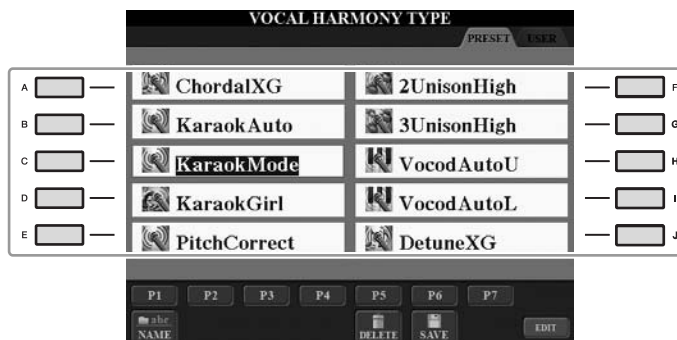 VOCAL HARMONY TYPE
PRESET USER
A ChordalXG 2UnisonHigh F
B KaraokAuto 3UnisonHigh G
C KaraokMode VocodAutoU H
D KaraokGirl VocodAutoL I
E PitchCorrect DetuneXG J
P1 P2 P3 P4 P5 P6 P7
abc
NAME DELETE SAVE EDIT